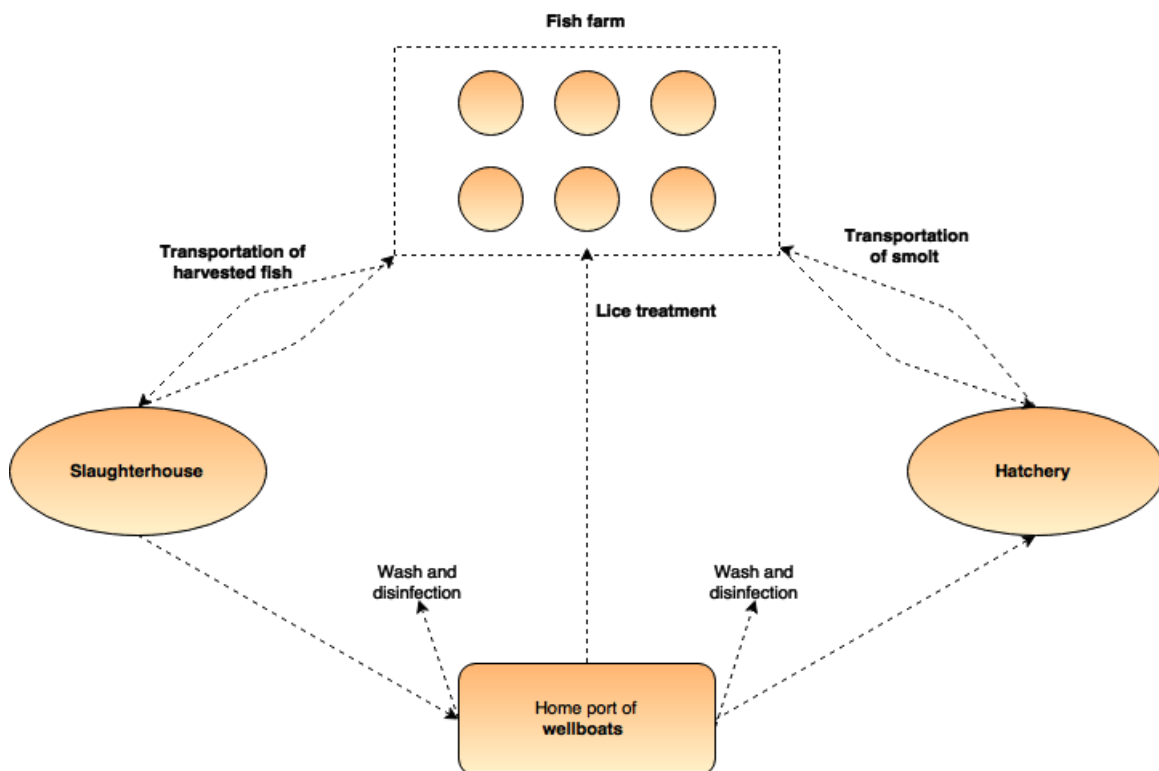 Fish farm
Transportation of
harvested fish
Transportation
of smolt
Lice treatment
Slaughterhouse
Hatchery
Wash and
disinfection
Wash and
disinfection
Home port of
wellboats